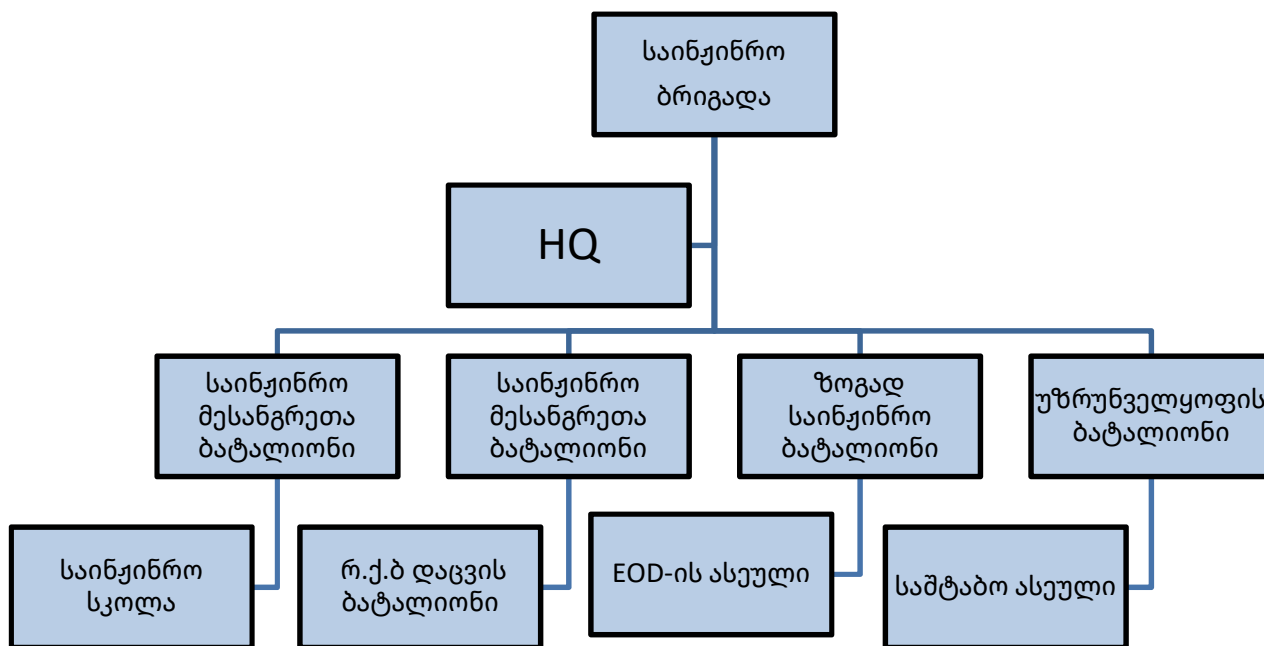 საინჟინრო
ბრიგადა
HQ
საინჟინრო
მესანგრეთა
ბატალიონი
საინჟინრო
მესანგრეთა
ბატალიონი
ზოგად
საინჟინრო
ბატალიონი
უზრუნველყოფის
ბატალიონი
საინჟინრო
სკოლა
რ.ქ.ბ დაცვის
ბატალიონი
EOD-ის ასეული
საშტაბო ასეული